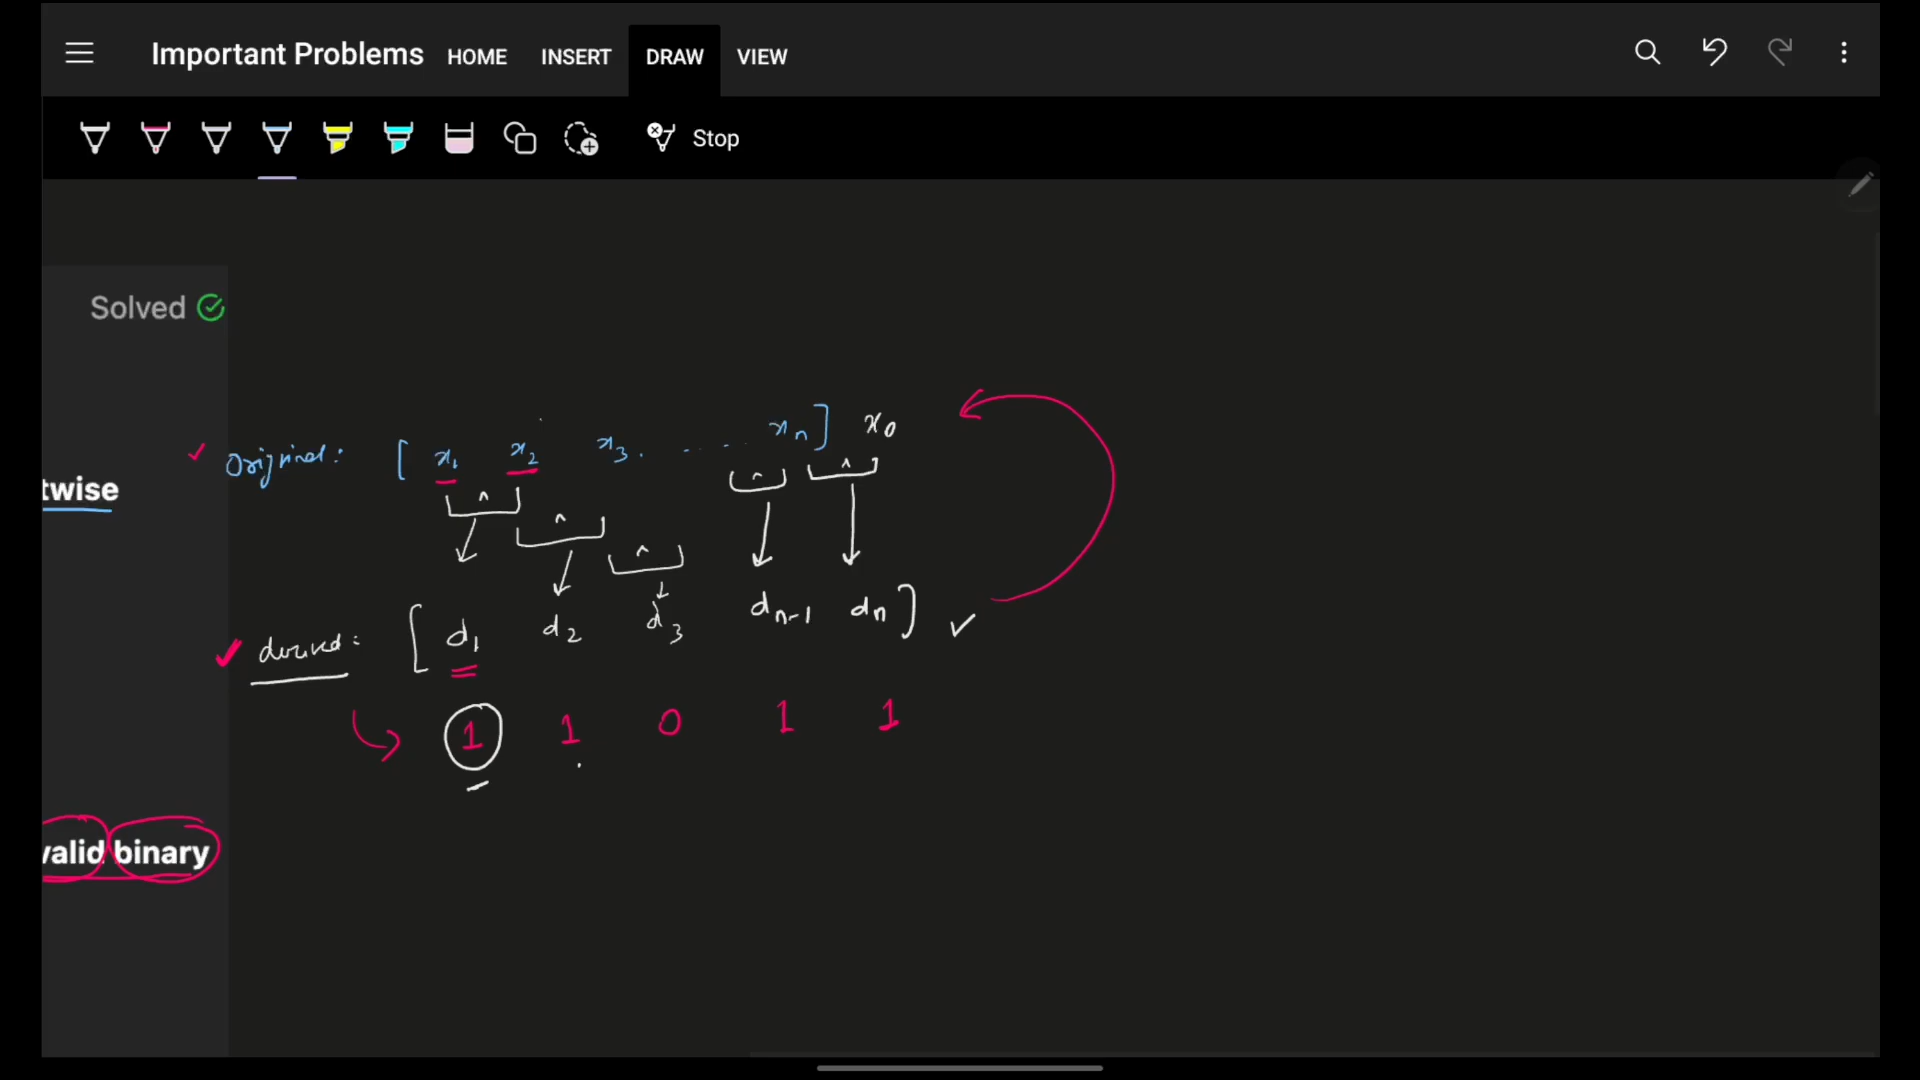 Important Problems HOME INSERT DRAW VIEW
Stop
Solved
Original: [ x₁ x₂ x₃. ..... xₙ ] x₀
twise
^ ^ ^ ^ ^
derived: [ d₁ d₂ d₃ dₙ₋₁ dₙ ]
1 1 0 1 1
valid binary